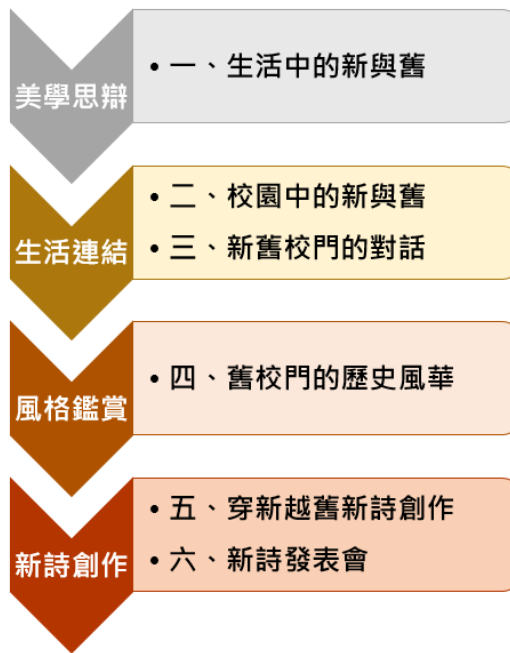 美學思辯
• 一、生活中的新與舊
生活連結
• 二、校園中的新與舊
• 三、新舊校門的對話
風格鑑賞
• 四、舊校門的歷史風華
新詩創作
• 五、穿新越舊新詩創作
• 六、新詩發表會